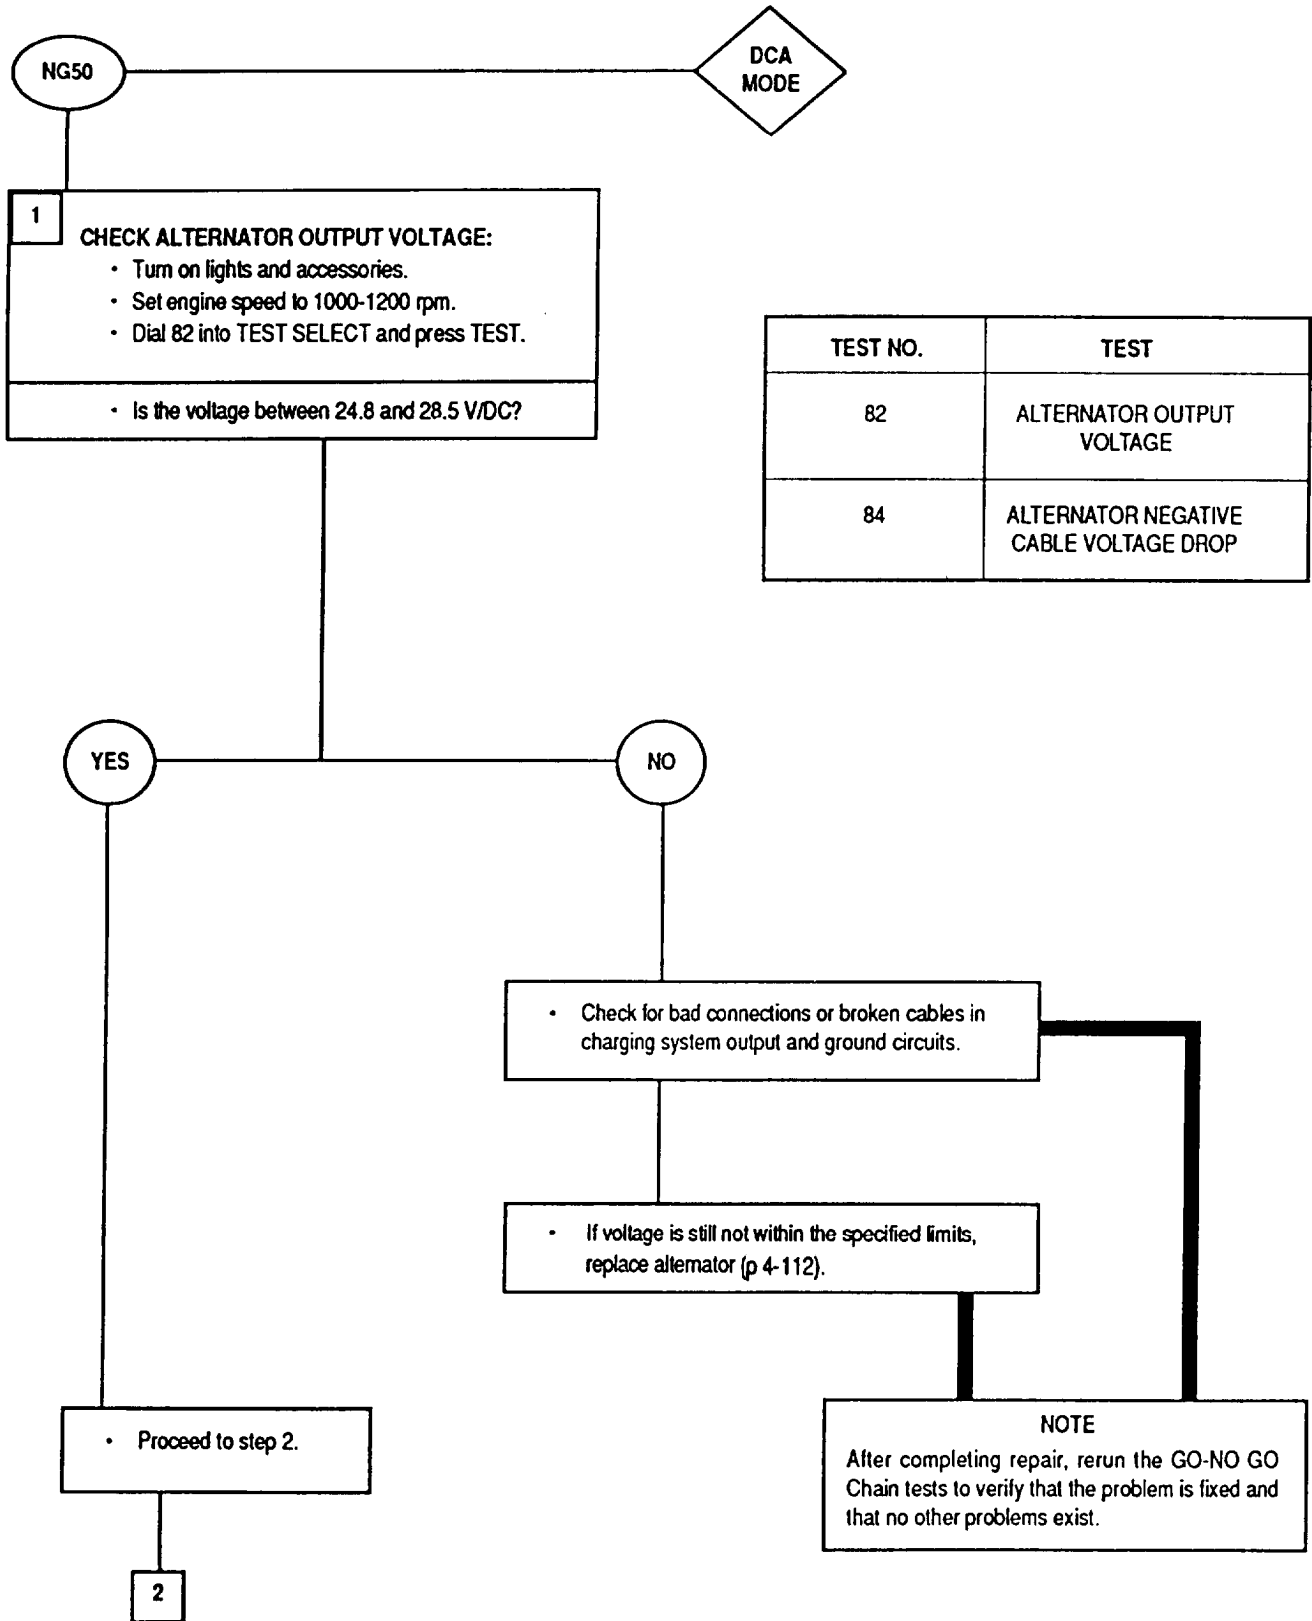 NG50
DCA
MODE
1
CHECK ALTERNATOR OUTPUT VOLTAGE:
• Turn on lights and accessories.
• Set engine speed to 1000-1200 rpm.
• Dial 82 into TEST SELECT and press TEST.
• Is the voltage between 24.8 and 28.5 V/DC?
TEST NO. TEST
82 ALTERNATOR OUTPUT
VOLTAGE
84 ALTERNATOR NEGATIVE
CABLE VOLTAGE DROP
YES
NO
• Check for bad connections or broken cables in
charging system output and ground circuits.
• If voltage is still not within the specified limits,
replace alternator (p 4-112).
• Proceed to step 2.
2
NOTE
After completing repair, rerun the GO-NO GO
Chain tests to verify that the problem is fixed and
that no other problems exist.